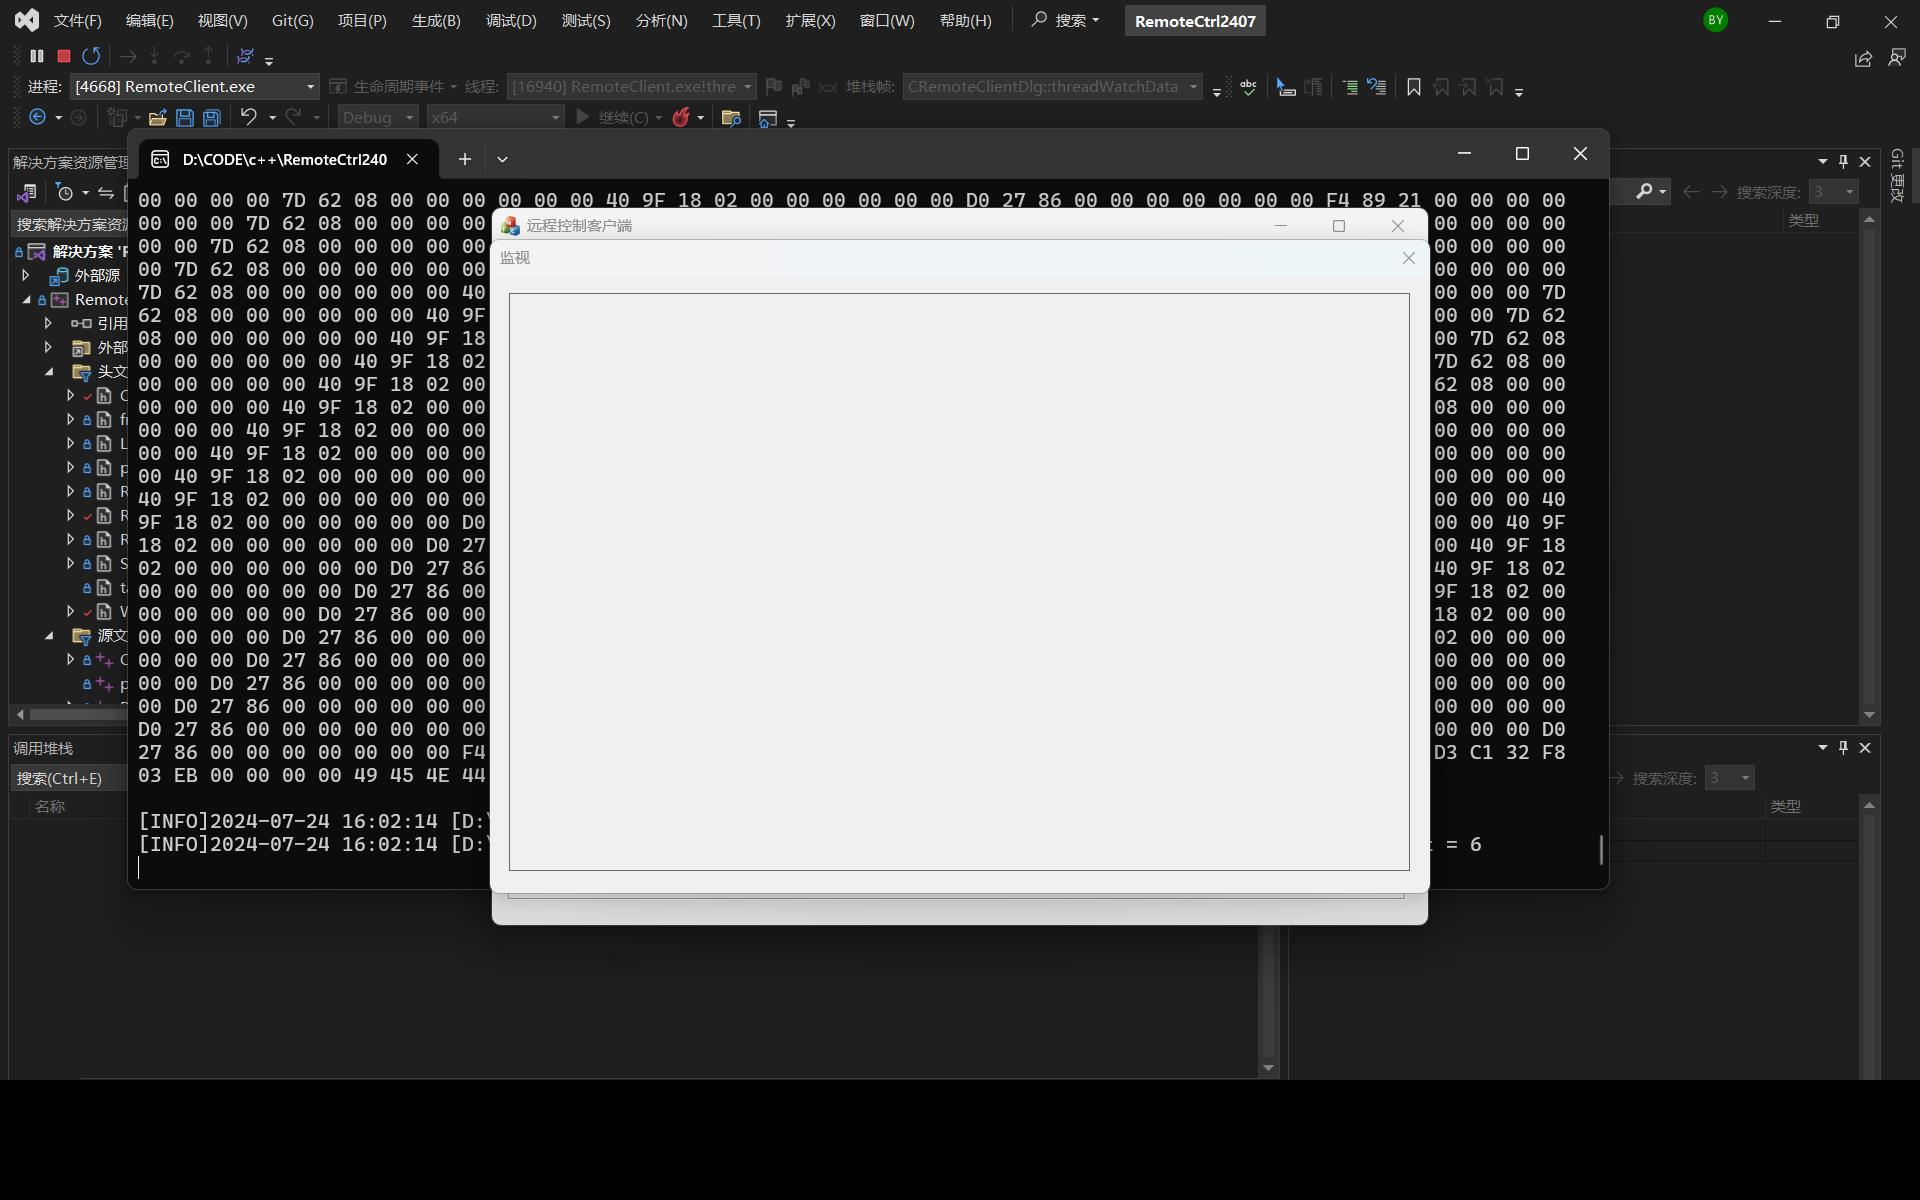 文件(F) 编辑(E) 视图(V) Git(G) 项目(P) 生成(B) 调试(D) 测试(S) 分析(N) 工具(T) 扩展(X) 窗口(W) 帮助(H) 搜索 RemoteCtrl2407 BY
进程: [4668] RemoteClient.exe 生命周期事件 线程: [16940] RemoteClient.exe!thre 堆栈帧: CRemoteClientDlg::threadWatchData
Debug x64 继续(C)
解决方案资源管理
搜索解决方案资源
解决方案 'F
外部源
Remote
引用
外部
头文
源文
D:\CODE\c++\RemoteCtrl240
00 00 00 00 7D 62 08 00 00 00 00 00 00 40 9F 18 02 00 00 00 00 00 00 D0 27 86 00 00 00 00 00 00 00 F4 89 21 00 00 00 00
00 00 00 7D 62 08 00 00 00 00 00 00 00
00 00 7D 62 08 00 00 00 00 00 00 00 00
00 7D 62 08 00 00 00 00 00 00 00 00 00
7D 62 08 00 00 00 00 00 00 40 00 00 00 7D
62 08 00 00 00 00 00 00 40 9F 00 00 7D 62
08 00 00 00 00 00 00 40 9F 18 00 7D 62 08
00 00 00 00 00 00 40 9F 18 02 7D 62 08 00
00 00 00 00 00 40 9F 18 02 00 62 08 00 00
00 00 00 00 40 9F 18 02 00 00 08 00 00 00
00 00 00 40 9F 18 02 00 00 00 00 00 00 00
00 00 40 9F 18 02 00 00 00 00 00 00 00 00
00 40 9F 18 02 00 00 00 00 00 00 00 00 00
40 9F 18 02 00 00 00 00 00 00 00 00 00 40
9F 18 02 00 00 00 00 00 00 D0 00 00 40 9F
18 02 00 00 00 00 00 00 D0 27 00 40 9F 18
02 00 00 00 00 00 00 D0 27 86 40 9F 18 02
00 00 00 00 00 00 D0 27 86 00 9F 18 02 00
00 00 00 00 00 D0 27 86 00 00 18 02 00 00
00 00 00 00 D0 27 86 00 00 00 02 00 00 00
00 00 00 D0 27 86 00 00 00 00 00 00 00 00
00 00 D0 27 86 00 00 00 00 00 00 00 00 00
00 D0 27 86 00 00 00 00 00 00 00 00 00 00
D0 27 86 00 00 00 00 00 00 00 00 00 00 D0
27 86 00 00 00 00 00 00 00 F4 D3 C1 32 F8
03 EB 00 00 00 00 49 45 4E 44
[INFO]2024-07-24 16:02:14 [D:\
[INFO]2024-07-24 16:02:14 [D:\ = 6
远程控制客户端
监视
搜索深度: 3
类型
Git 更改
调用堆栈
搜索(Ctrl+E)
名称
搜索深度: 3
类型